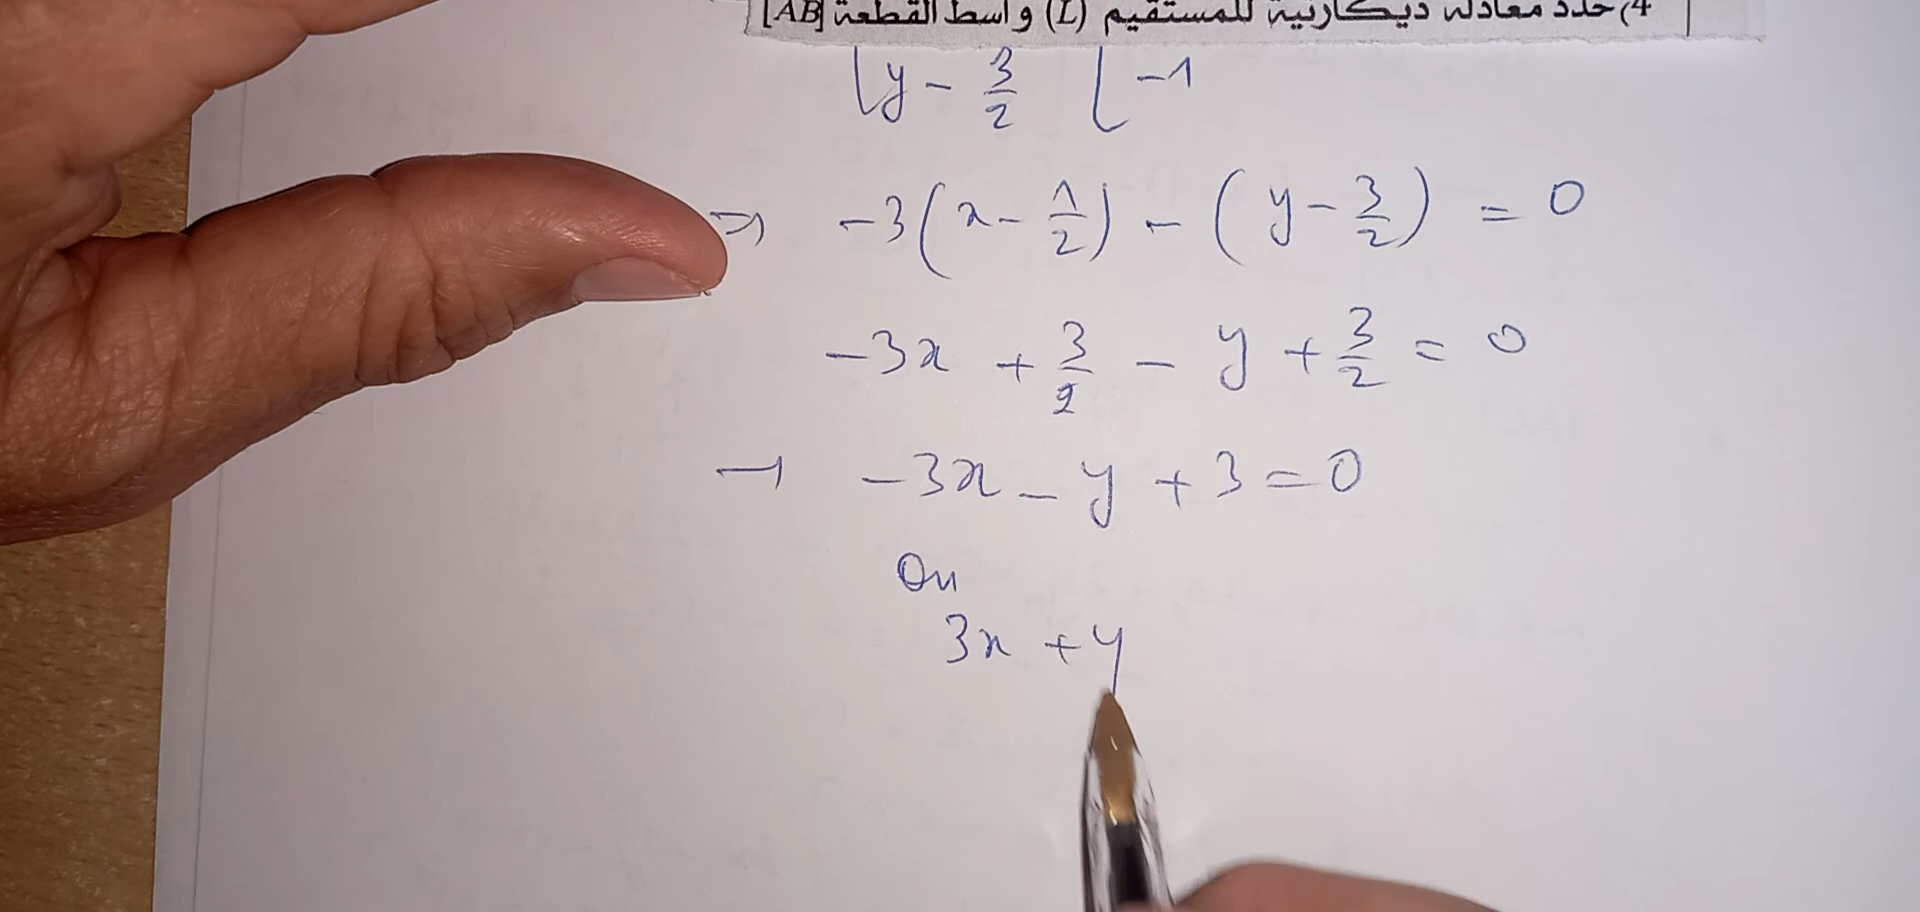 4) حدد معادلة ديكارتية للمستقيم (L) واسط القطعة [AB]
y - 3/2 -1
⇒ -3(x - 1/2) - (y - 3/2) = 0
-3x + 3/2 - y + 3/2 = 0
→ -3x - y + 3 = 0
Ou
3x + y